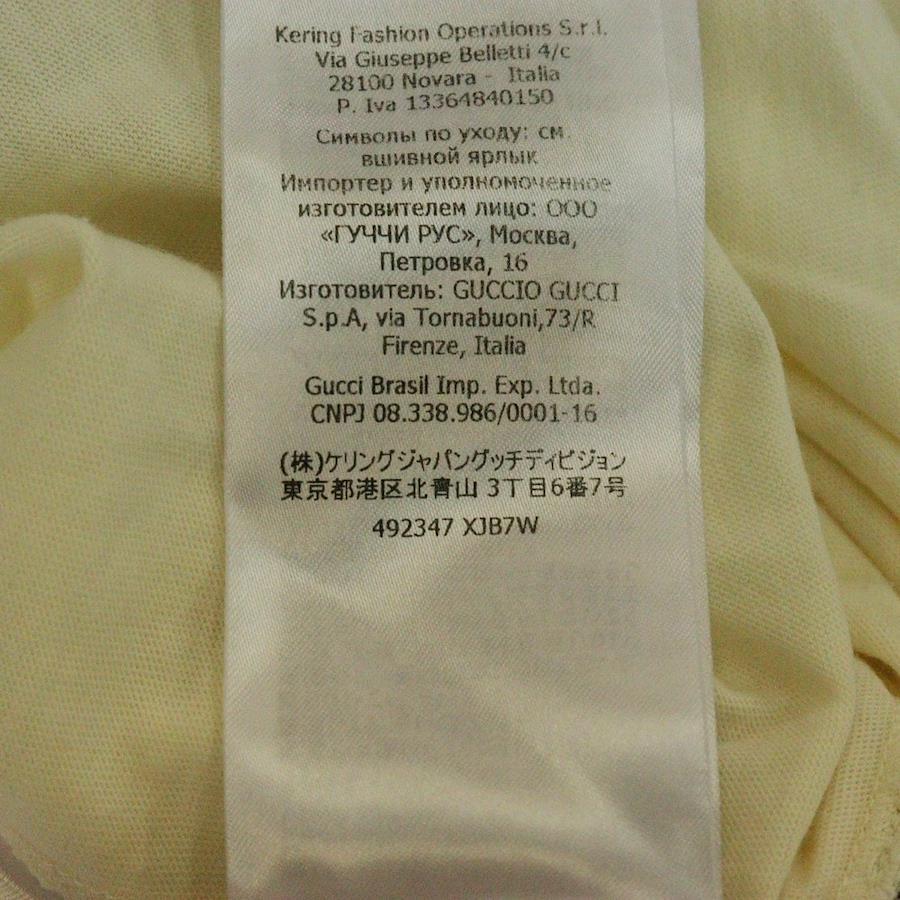 Kering Fashion Operations S.r.l.
Via Giuseppe Belletti 4/c
28100 Novara - Italia
P. Iva 13364840150
Символы по уходу: см.
вшивной ярлык
Импортер и уполномоченное
изготовителем лицо: ООО
«ГУЧЧИ РУС», Москва,
Петровка, 16
Изготовитель: GUCCIO GUCCI
S.p.A, via Tornabuoni,73/R
Firenze, Italia
Gucci Brasil Imp. Exp. Ltda.
CNPJ 08.338.986/0001-16
(株)ケリングジャパングッチディビジョン
東京都港区北青山 3丁目6番7号
492347 XJB7W